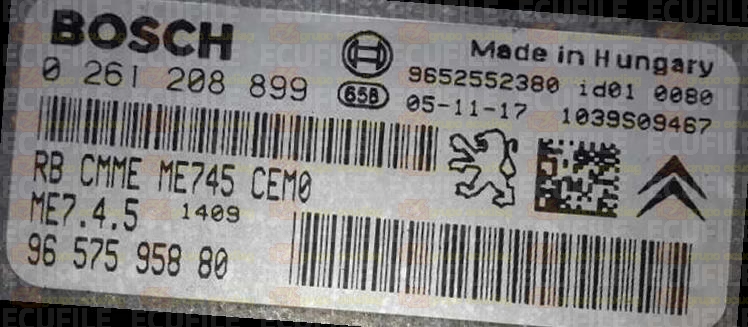 BOSCH
Made in Hungary
0 261 208 899
658
9652552380 id01 0080
05-11-17 1039S09467
RB CMME ME745 CEM0
ME7.4.5 1409
96 575 958 80